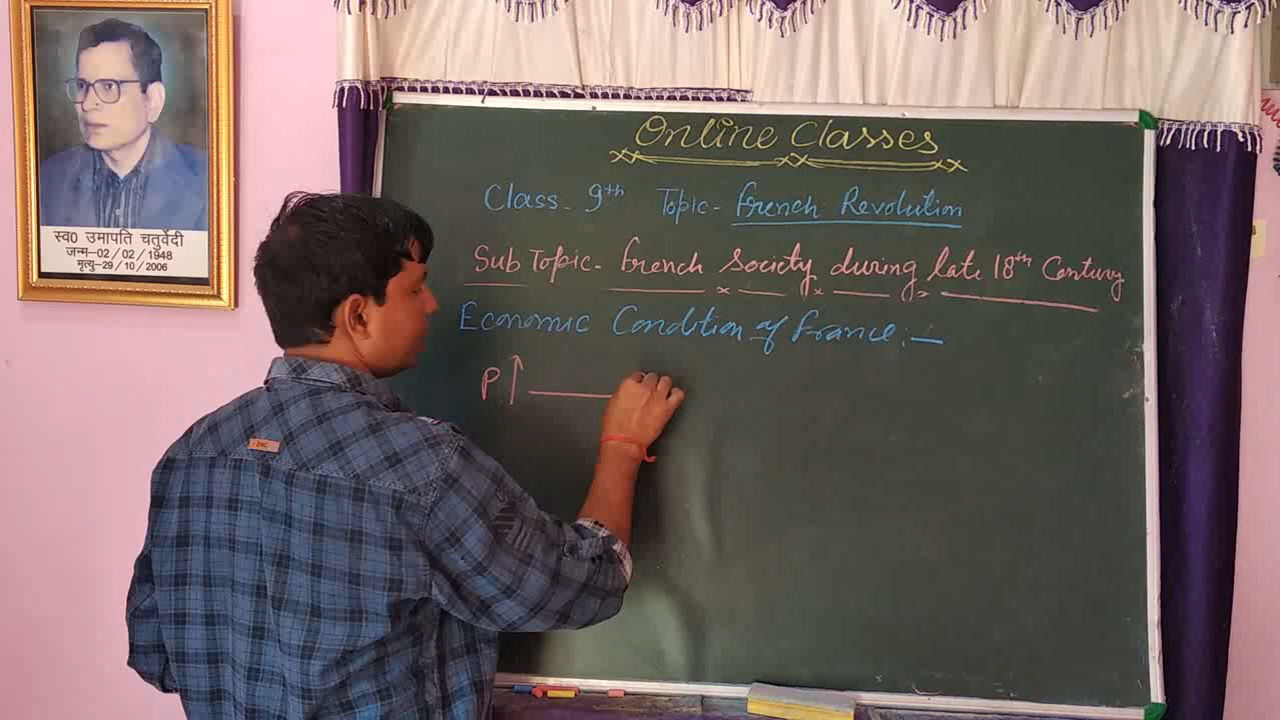 स्व0 उमापति चतुर्वेदी
जन्म-02/02/1948
मृत्यु-29/10/2006
Online Classes
Class - 9th Topic - French Revolution
Sub Topic - French Society during late 18th Century
Economic Condition of France :-
P↑